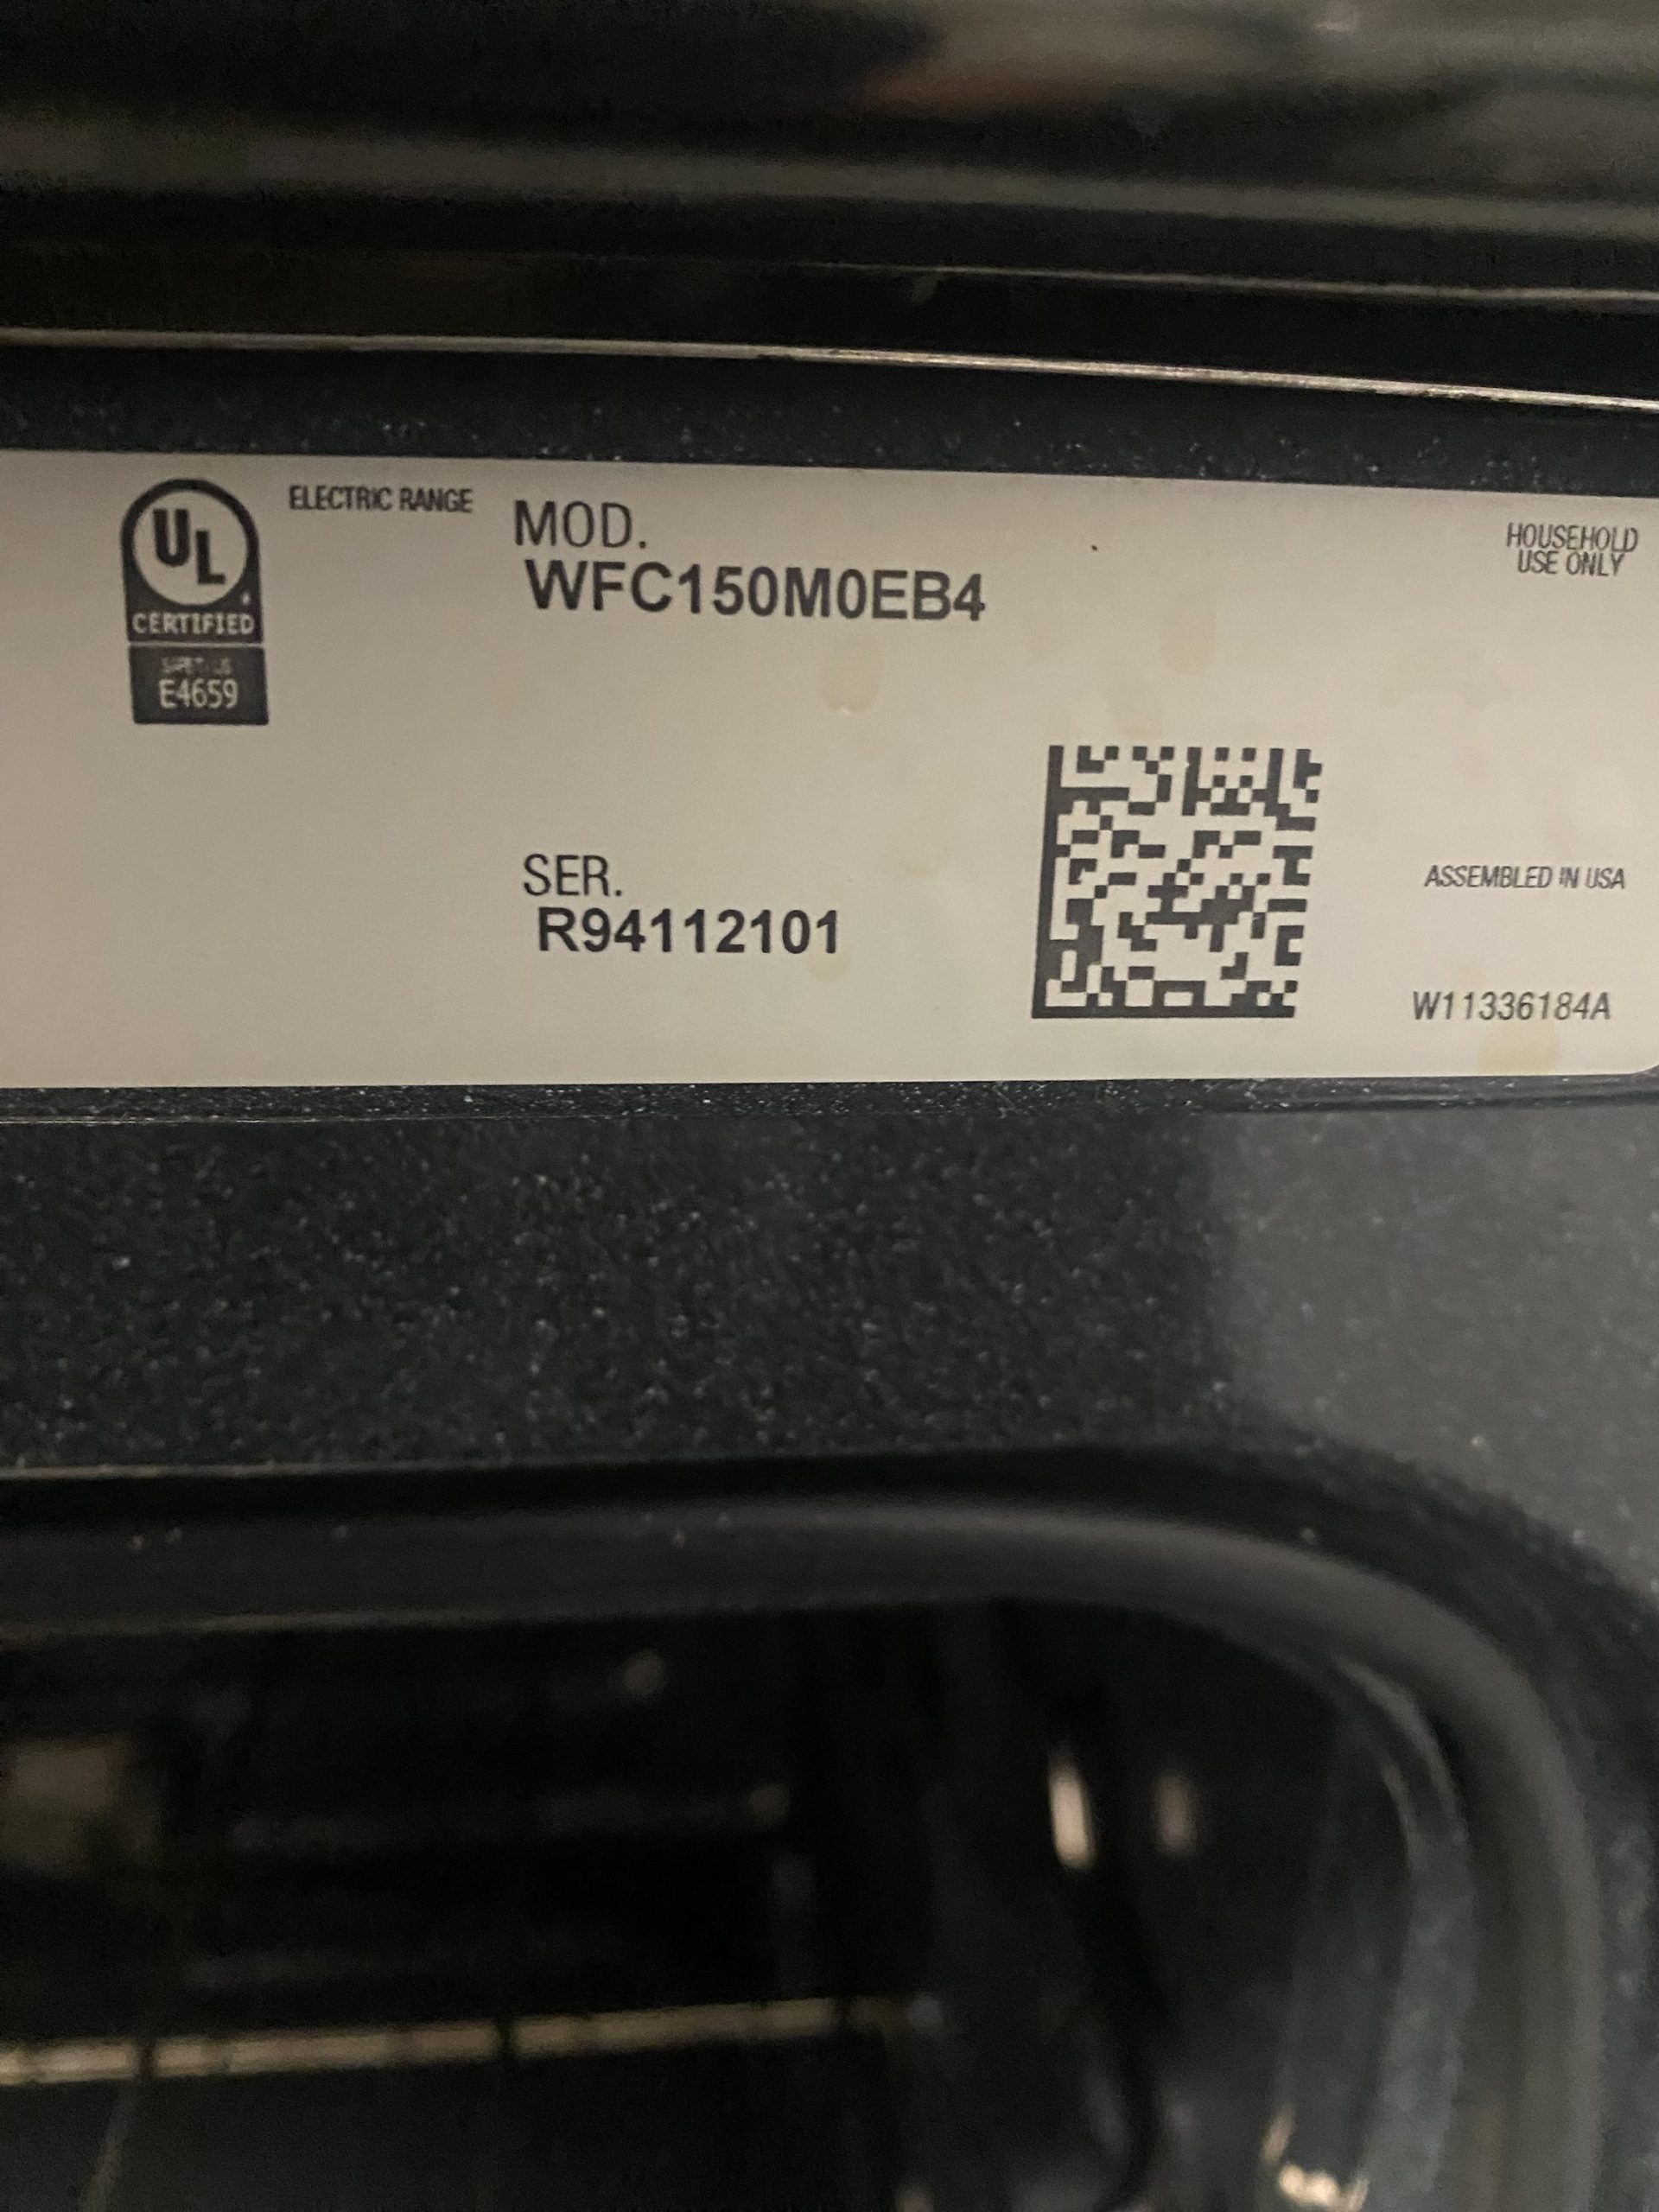 UL
CERTIFIED
E4659
ELECTRIC RANGE
MOD.
WFC150M0EB4
HOUSEHOLD
USE ONLY
SER.
R94112101
ASSEMBLED IN USA
W11336184A